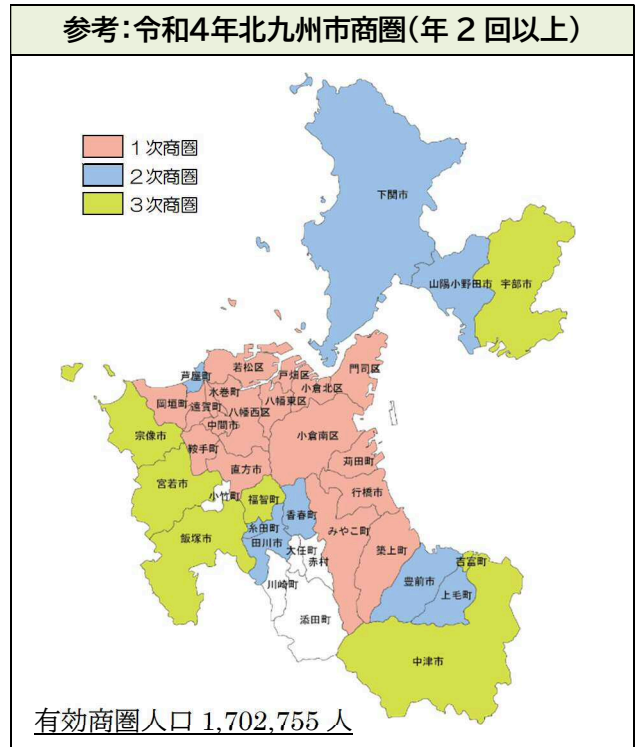 参考：令和4年北九州市商圏（年２回以上）
１次商圏
２次商圏
３次商圏
下関市
山陽小野田市
宇部市
芦屋町
若松区
戸畑区
門司区
小倉北区
岡垣町
遠賀町
水巻町
八幡東区
八幡西区
中間市
宗像市
鞍手町
小倉南区
苅田町
直方市
宮若市
小竹町
福智町
香春町
行橋市
糸田町
みやこ町
飯塚市
田川市
大任町
赤村
築上町
吉富町
豊前市
上毛町
川崎町
添田町
中津市
有効商圏人口 1,702,755 人